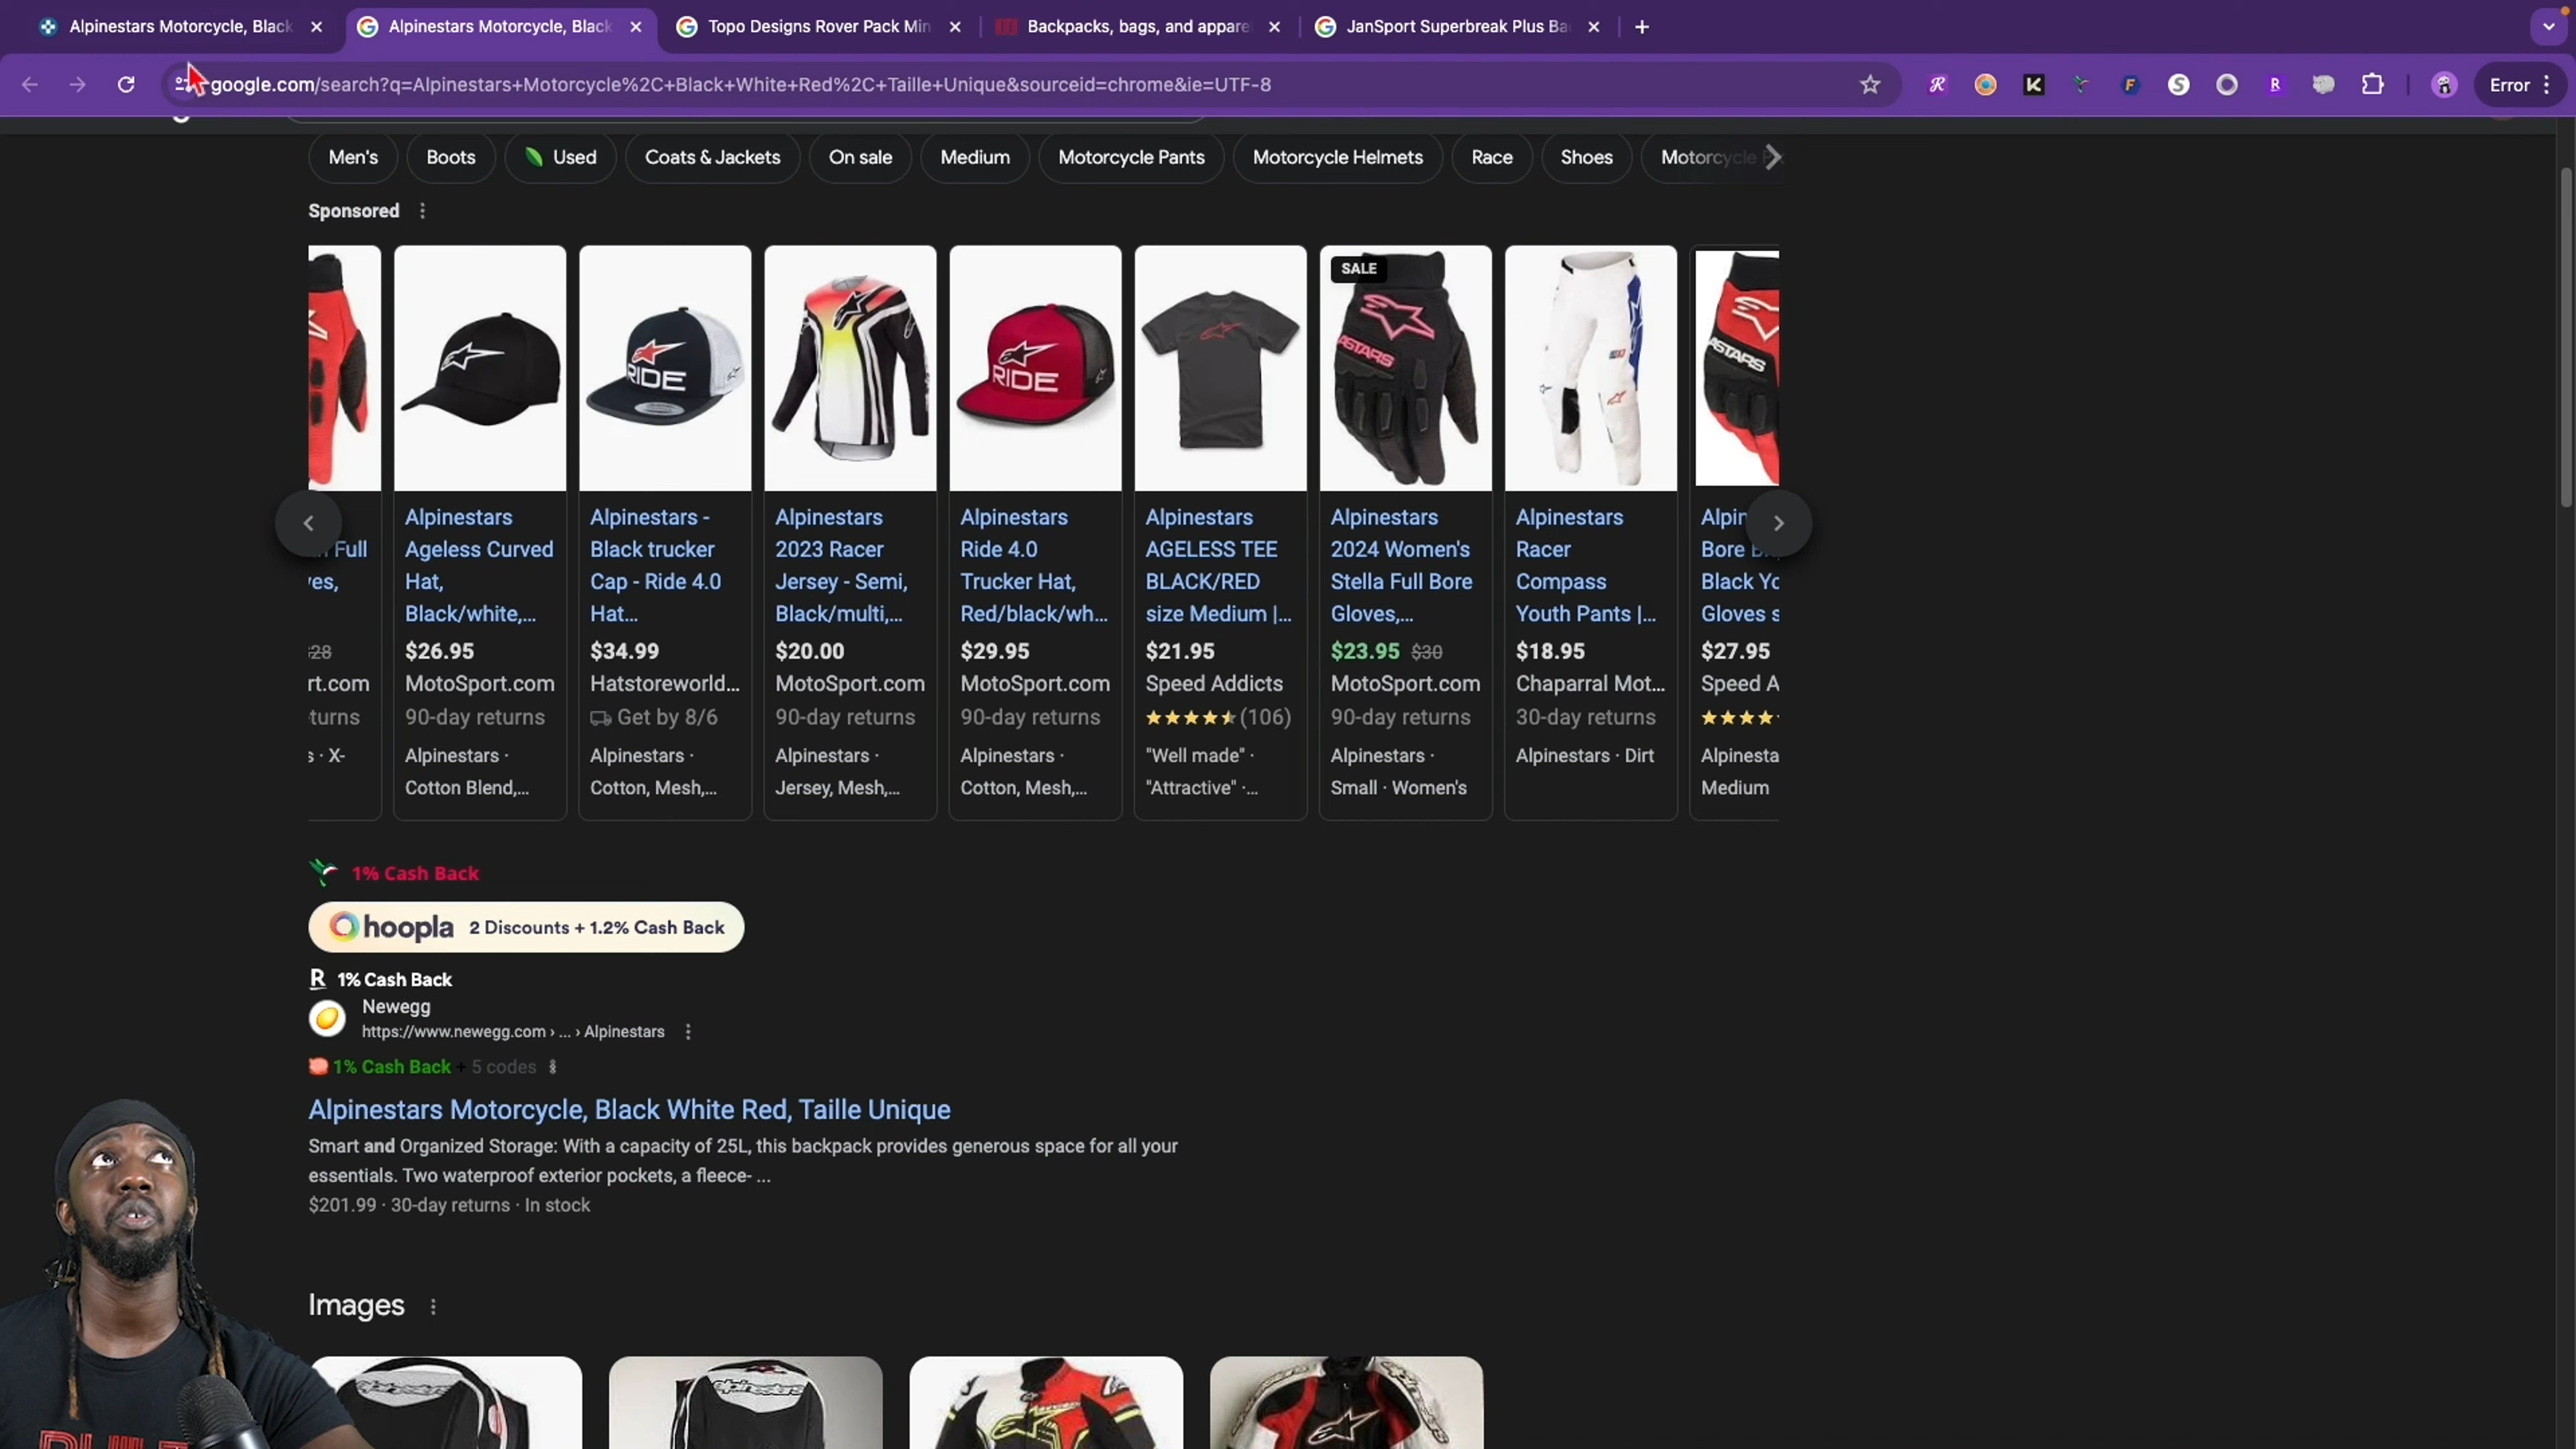 Alpinestars Motorcycle, Black
Alpinestars Motorcycle, Black
Topo Designs Rover Pack Min
Backpacks, bags, and appare
JanSport Superbreak Plus Ba
google.com/search?q=Alpinestars+Motorcycle%2C+Black+White+Red%2C+Taille+Unique&sourceid=chrome&ie=UTF-8
Error
Men's
Boots
Used
Coats & Jackets
On sale
Medium
Motorcycle Pants
Motorcycle Helmets
Race
Shoes
Motorcycle
Sponsored
Full
ves,
$28
rt.com
turns
s · X-
Alpinestars
Ageless Curved
Hat,
Black/white,...
$26.95
MotoSport.com
90-day returns
Alpinestars ·
Cotton Blend,...
RIDE
Alpinestars -
Black trucker
Cap - Ride 4.0
Hat...
$34.99
Hatstoreworld...
Get by 8/6
Alpinestars ·
Cotton, Mesh,...
Alpinestars
2023 Racer
Jersey - Semi,
Black/multi,...
$20.00
MotoSport.com
90-day returns
Alpinestars ·
Jersey, Mesh,...
RIDE
Alpinestars
Ride 4.0
Trucker Hat,
Red/black/wh...
$29.95
MotoSport.com
90-day returns
Alpinestars ·
Cotton, Mesh,...
Alpinestars
AGELESS TEE
BLACK/RED
size Medium |...
$21.95
Speed Addicts
(106)
"Well made" ·
"Attractive" ·...
SALE
ASTARS
Alpinestars
2024 Women's
Stella Full Bore
Gloves,...
$23.95 $30
MotoSport.com
90-day returns
Alpinestars ·
Small · Women's
Alpinestars
Racer
Compass
Youth Pants |...
$18.95
Chaparral Mot...
30-day returns
Alpinestars · Dirt
ASTARS
Alpin
Bore
Black Yo
Gloves s
$27.95
Speed A
Alpinesta
Medium
1% Cash Back
hoopla 2 Discounts + 1.2% Cash Back
R 1% Cash Back
Newegg
https://www.newegg.com › ... › Alpinestars
1% Cash Back + 5 codes
Alpinestars Motorcycle, Black White Red, Taille Unique
Smart and Organized Storage: With a capacity of 25L, this backpack provides generous space for all your
essentials. Two waterproof exterior pockets, a fleece- ...
$201.99 · 30-day returns · In stock
Images
alpinestars
alpinestars